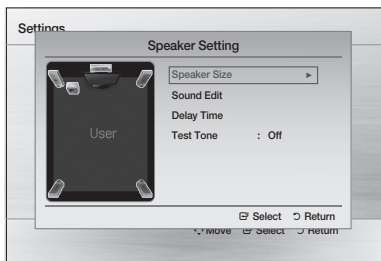 Settings
Speaker Setting
Speaker Size ►
Sound Edit
Delay Time
Test Tone : Off
User
Select Return
Move Select Return